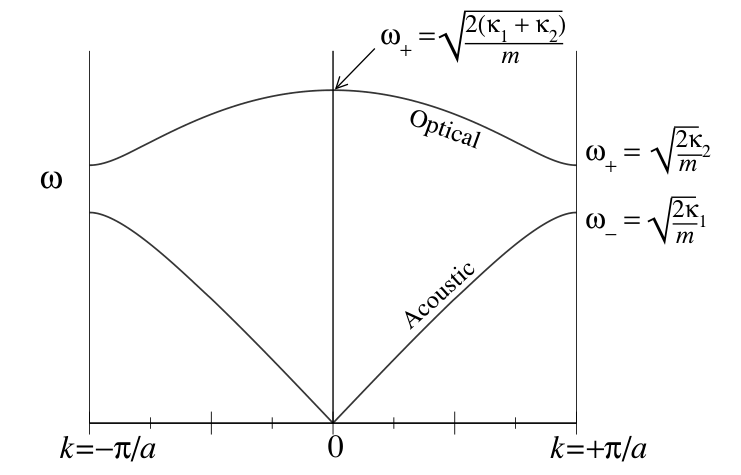 ω₊ = √(2(κ₁ + κ₂)/m)
Optical
ω₊ = √(2κ₂/m)
ω
ω₋ = √(2κ₁/m)
Acoustic
k=−π/a
0
k=+π/a